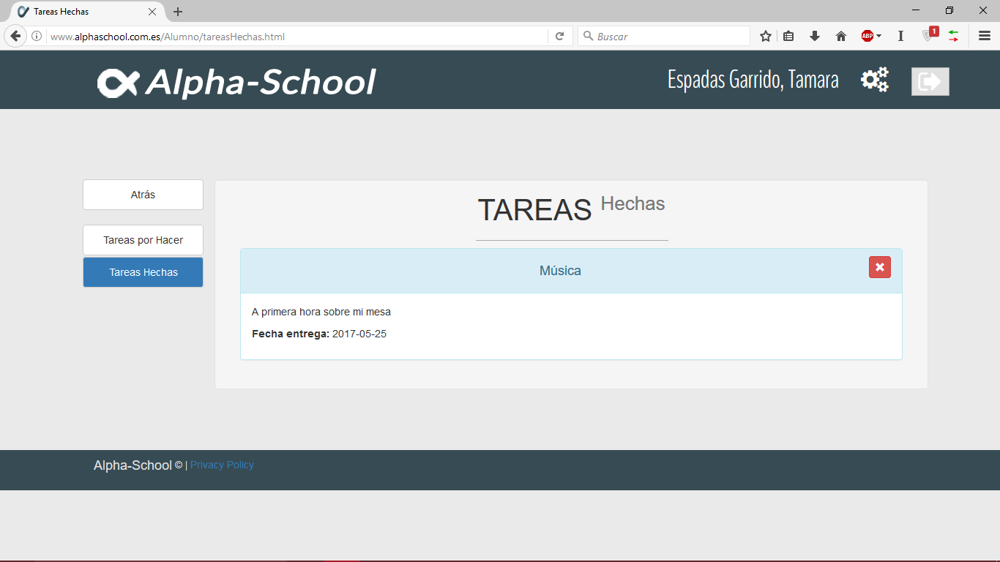 Tareas Hechas
www.alphaschool.com.es/Alumno/tareasHechas.html
Buscar
ABP
1
Alpha-School
Espadas Garrido, Tamara
Atrás
Tareas por Hacer
Tareas Hechas
TAREAS Hechas
Música
A primera hora sobre mi mesa
Fecha entrega: 2017-05-25
Alpha-School © | Privacy Policy